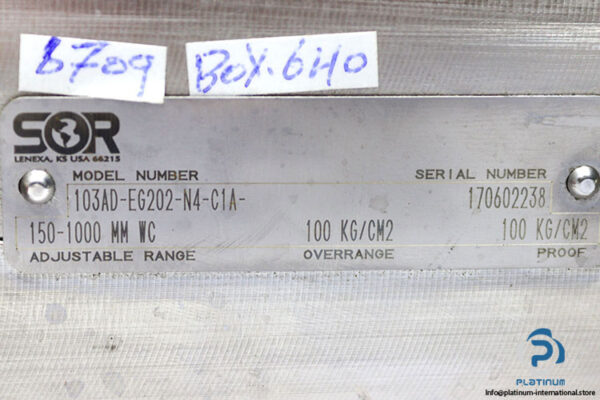 6709
BOX.6H0
SOR
LENEXA, KS USA 66215
MODEL NUMBER SERIAL NUMBER
103AD-EG202-N4-C1A- 170602238
150-1000 MM WC 100 KG/CM2 100 KG/CM2
ADJUSTABLE RANGE OVERRANGE PROOF
PLATINUM
Info@platinum-international.store